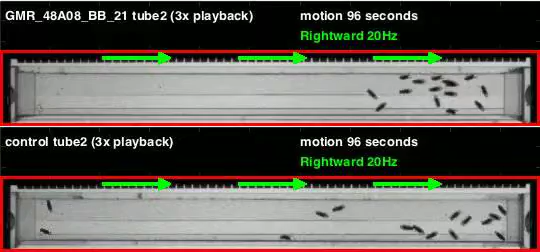 GMR_48A08_BB_21 tube2 (3x playback) motion 96 seconds
Rightward 20Hz
control tube2 (3x playback) motion 96 seconds
Rightward 20Hz